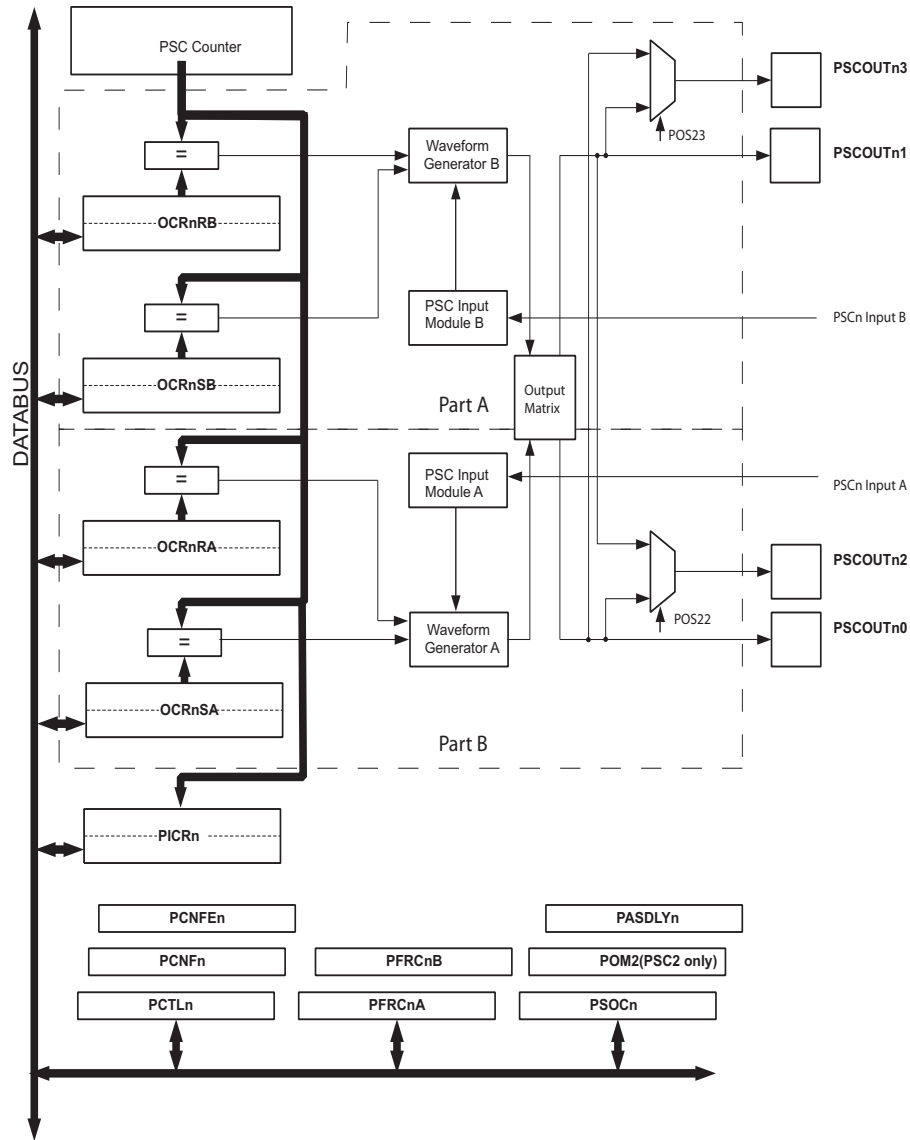 PSC Counter
PSCOUTn3
POS23
=
Waveform
Generator B
PSCOUTn1
OCRnRB
=
PSC Input
Module B
PSCn Input B
OCRnSB
Part A
Output
Matrix
DATABUS
=
PSC Input
Module A
PSCn Input A
OCRnRA
PSCOUTn2
POS22
=
Waveform
Generator A
PSCOUTn0
OCRnSA
Part B
PICRn
PCNFEn
PASDLYn
PCNFn
PFRCnB
POM2(PSC2 only)
PCTLn
PFRCnA
PSOCn